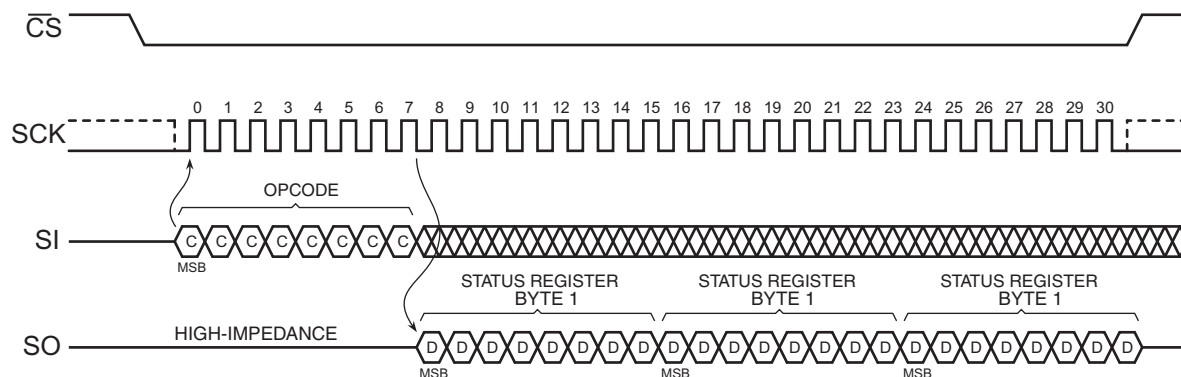 CS
SCK
0 1 2 3 4 5 6 7 8 9 10 11 12 13 14 15 16 17 18 19 20 21 22 23 24 25 26 27 28 29 30
OPCODE
SI
C C C C C C C C
MSB
STATUS REGISTER
BYTE 1
STATUS REGISTER
BYTE 1
STATUS REGISTER
BYTE 1
SO
HIGH-IMPEDANCE
D D D D D D D D D D D D D D D D D D D D D D D D
MSB
MSB
MSB